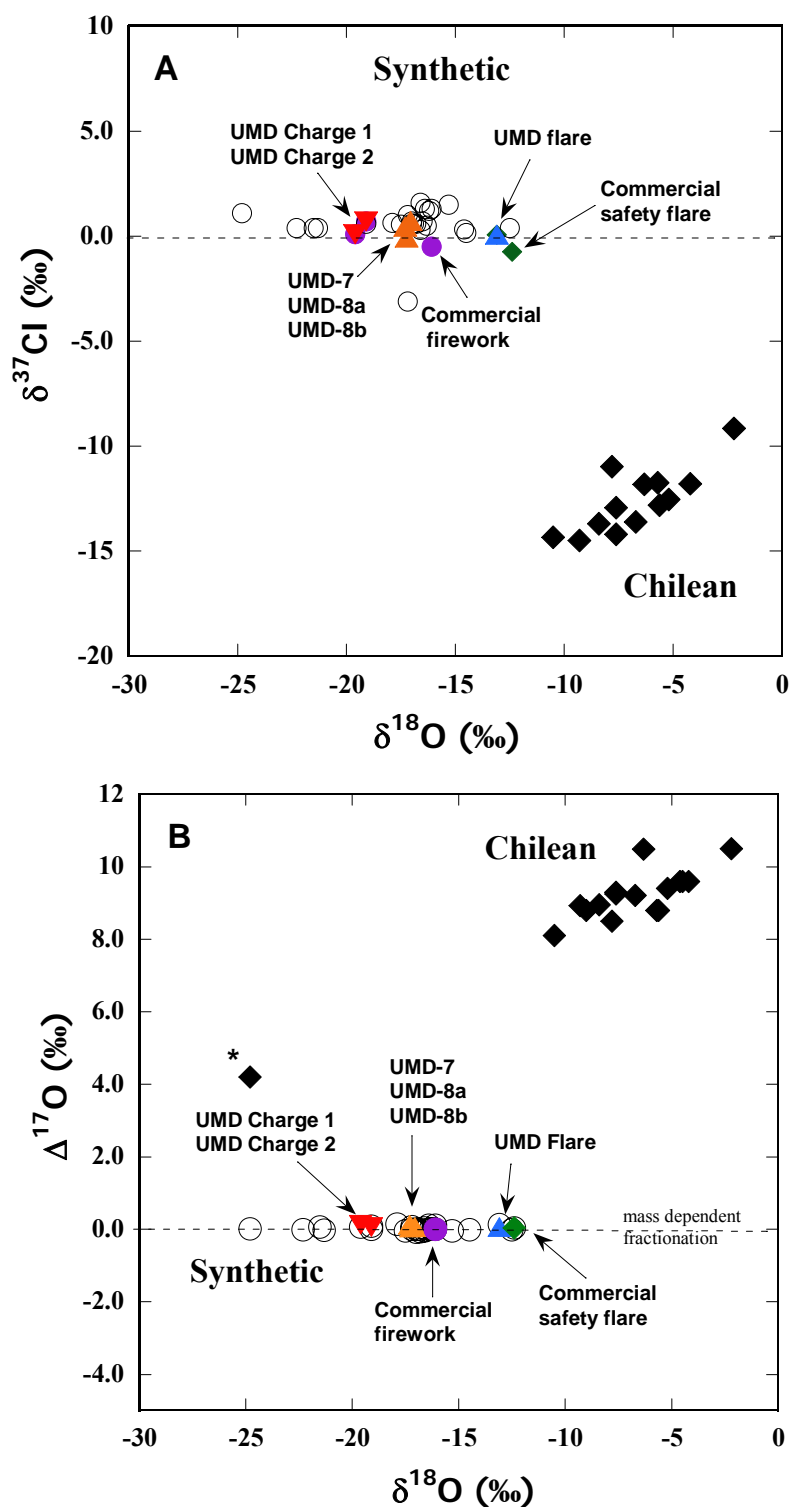 10
A
Synthetic
UMD Charge 1
UMD Charge 2
UMD flare
5.0
Commercial
safety flare
0.0
UMD-7
UMD-8a
UMD-8b
Commercial
firework
δ³⁷Cl (‰)
-5.0
-10
-15
Chilean
-20
-30
-25
-20
-15
-10
-5
0
δ¹⁸O (‰)
12
B
Chilean
10
8.0
6.0
*
4.0
UMD-7
UMD-8a
UMD-8b
Δ¹⁷O (‰)
UMD Charge 1
UMD Charge 2
UMD Flare
2.0
mass dependent
fractionation
0.0
Synthetic
Commercial
firework
Commercial
safety flare
-2.0
-4.0
-30
-25
-20
-15
-10
-5
0
δ¹⁸O (‰)